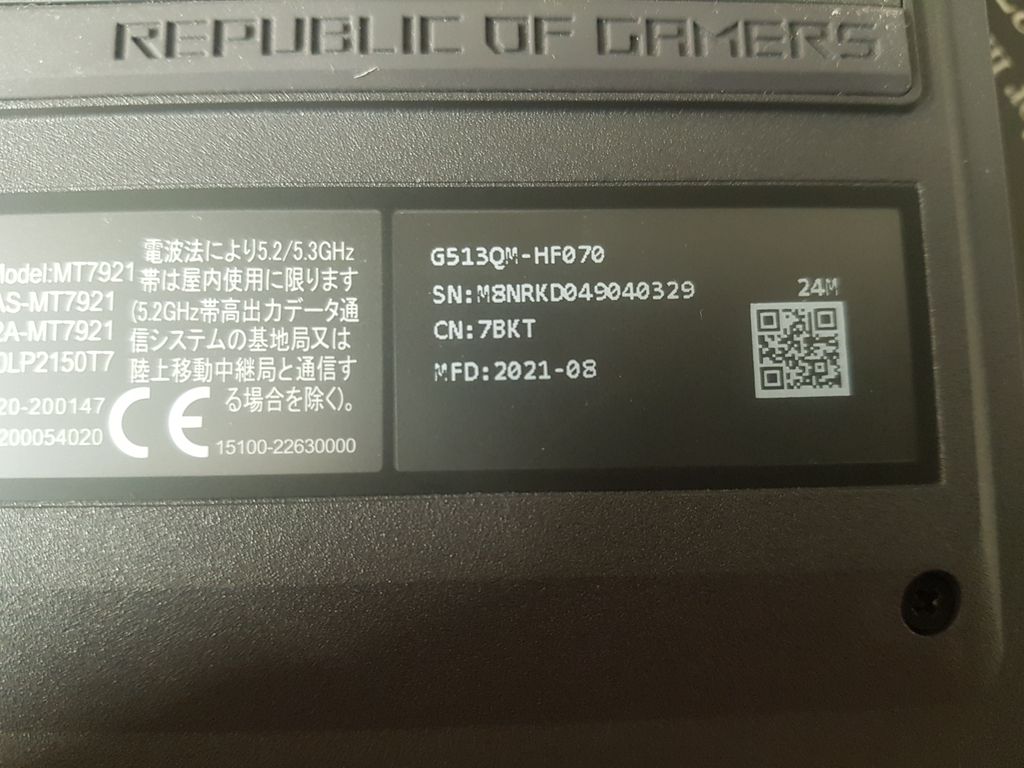 REPUBLIC OF GAMERS
Model:MT7921
AS-MT7921
2A-MT7921
0LP2150T7
20-200147
200054020
電波法により5.2/5.3GHz
帯は屋内使用に限ります
(5.2GHz帯高出力データ通
信システムの基地局又は
陸上移動中継局と通信す
る場合を除く)。
CE
15100-22630000
G513QM-HF070
SN:M8NRKD049040329
CN:7BKT
MFD:2021-08
24M